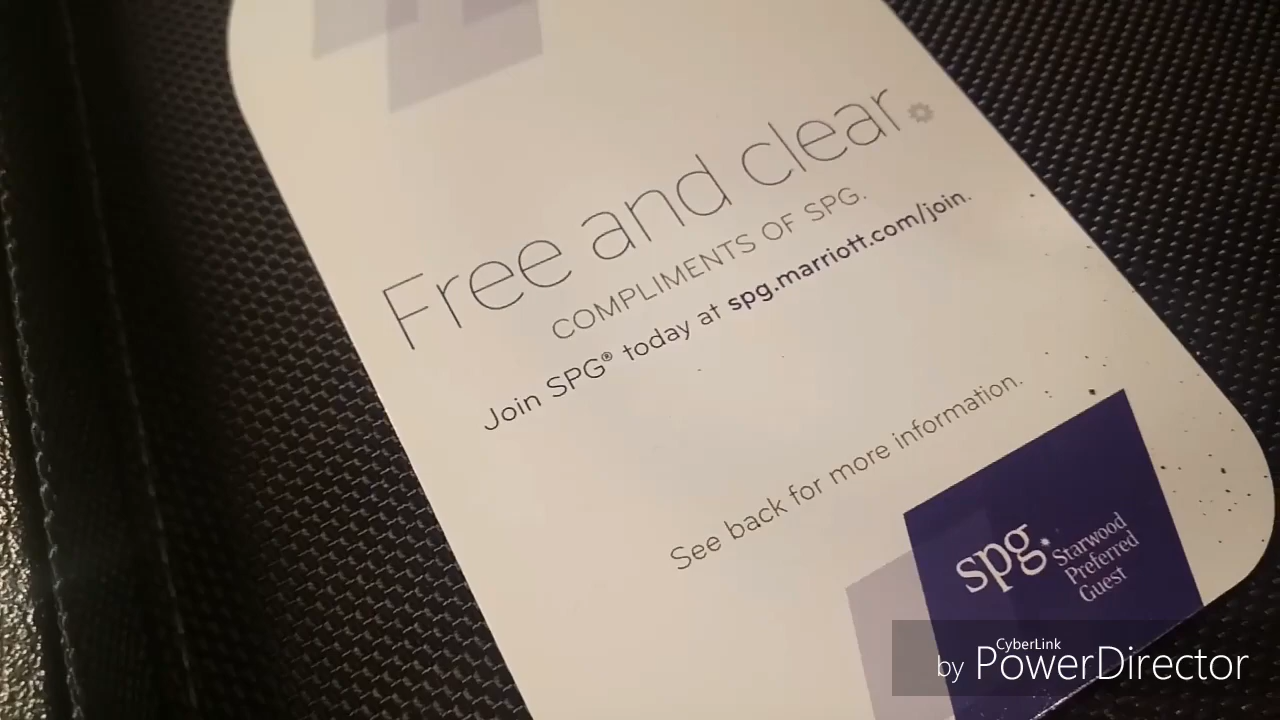 Free and clear.
COMPLIMENTS OF SPG.
Join SPG® today at spg.marriott.com/join.
See back for more information.
spg.
Starwood
Preferred
Guest
CyberLink
by PowerDirector